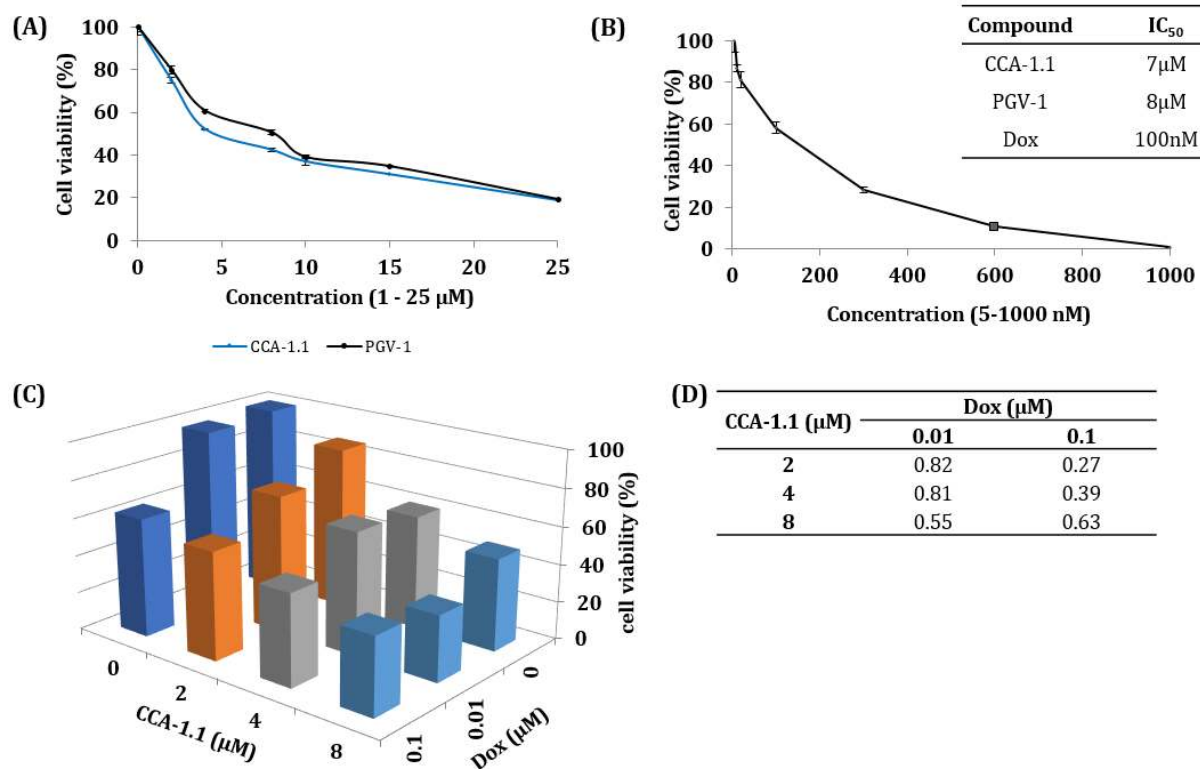 (A)
100
80
60
40
20
0
Cell viability (%)
0 5 10 15 20 25
Concentration (1 - 25 μM)
CCA-1.1 PGV-1
(B)
100
80
60
40
20
0
Cell viability (%)
0 200 400 600 800 1000
Concentration (5-1000 nM)
Compound IC50
CCA-1.1 7μM
PGV-1 8μM
Dox 100nM
(C)
100
80
60
40
20
0
cell viability (%)
0 2 4 8
CCA-1.1 (μM)
0.1 0.01 0
Dox (μM)
(D)
CCA-1.1 (μM) Dox (μM)
0.01 0.1
2 0.82 0.27
4 0.81 0.39
8 0.55 0.63